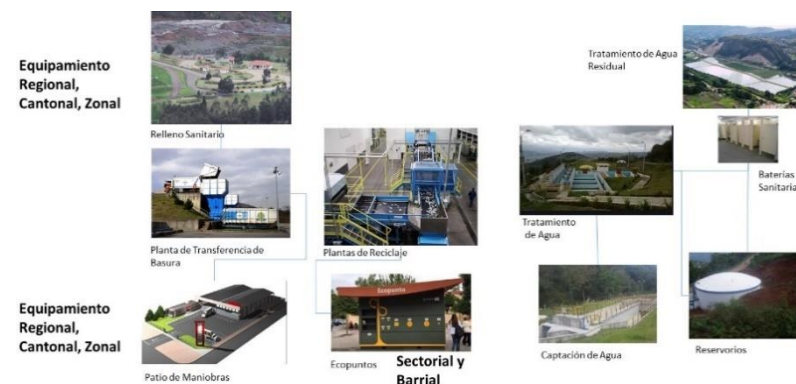 Equipamiento
Regional,
Cantonal, Zonal
Relleno Sanitario
Tratamiento de Agua
Residual
Baterías
Sanitaria
Planta de Transferencia de
Basura
Plantas de Reciclaje
Tratamiento
de Agua
Equipamiento
Regional,
Cantonal, Zonal
Patio de Maniobras
Ecopunto
Ecopuntos
Sectorial y
Barrial
Captación de Agua
Reservorios